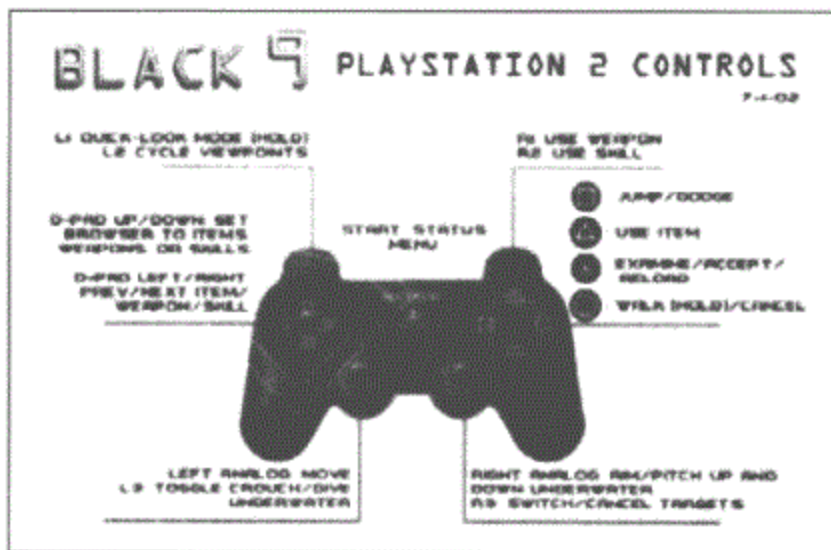 BLACK 9 PLAYSTATION 2 CONTROLS
7-1-02
L1 QUICK-LOOK MODE (HOLD)
L2 CYCLE VIEWPOINTS
R1 USE WEAPON
R2 USE SKILL
D-PAD UP/DOWN SET
BROWSER TO ITEMS
WEAPONS OR SKILLS
D-PAD LEFT/RIGHT
PREV/NEXT ITEM/
WEAPON/SKILL
START STATUS
MENU
JUMP/DODGE
USE ITEM
EXAMINE/ACCEPT/
RELOAD
WALK (HOLD)/CANCEL
LEFT ANALOG MOVE
L3 TOGGLE CROUCH/DIVE
UNDERWATER
RIGHT ANALOG AIM/PITCH UP AND
DOWN UNDERWATER
R3 SWITCH/CANCEL TARGETS